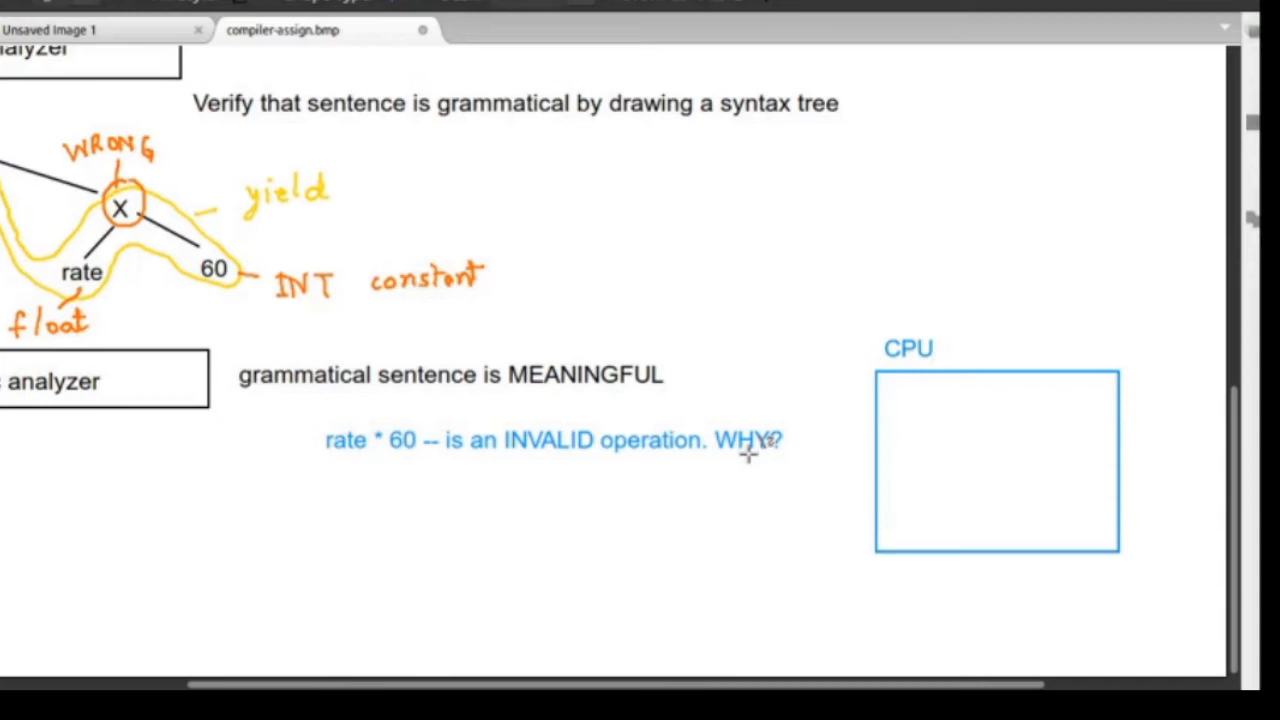 Unsaved Image 1
compiler-assign.bmp
alyzer
Verify that sentence is grammatical by drawing a syntax tree
WRONG
yield
X
rate
60
INT constant
float
CPU
analyzer
grammatical sentence is MEANINGFUL
rate * 60 -- is an INVALID operation. WHY?